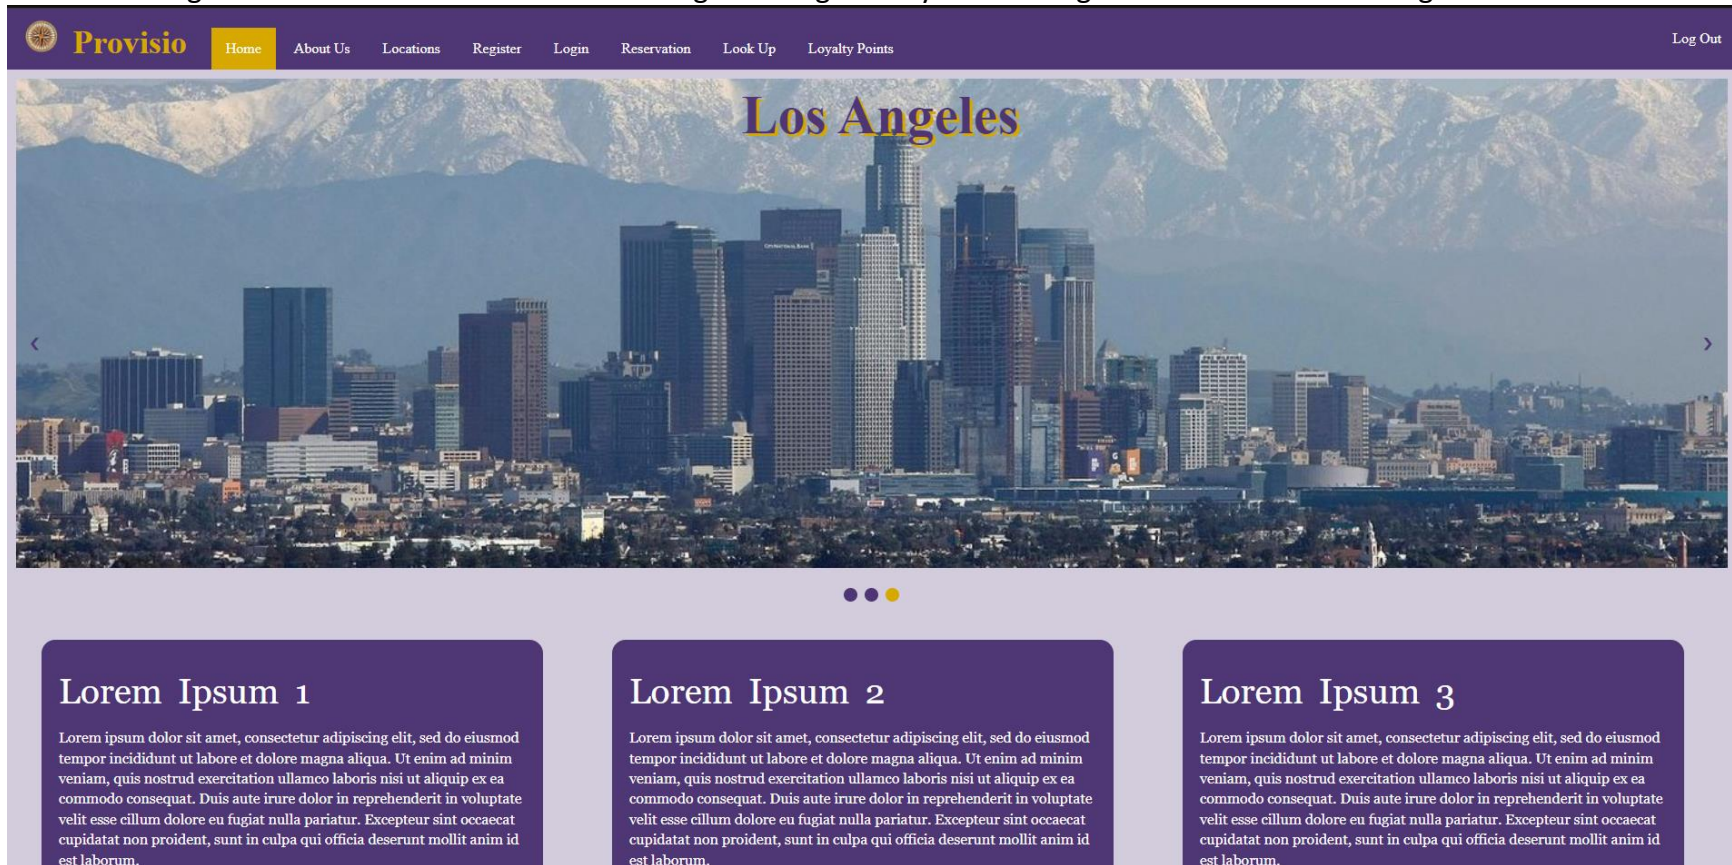 Provisio
Home
About Us
Locations
Register
Login
Reservation
Look Up
Loyalty Points
Log Out
Los Angeles
‹
›
Lorem Ipsum 1
Lorem ipsum dolor sit amet, consectetur adipiscing elit, sed do eiusmod
tempor incididunt ut labore et dolore magna aliqua. Ut enim ad minim
veniam, quis nostrud exercitation ullamco laboris nisi ut aliquip ex ea
commodo consequat. Duis aute irure dolor in reprehenderit in voluptate
velit esse cillum dolore eu fugiat nulla pariatur. Excepteur sint occaecat
cupidatat non proident, sunt in culpa qui officia deserunt mollit anim id
est laborum.
Lorem Ipsum 2
Lorem ipsum dolor sit amet, consectetur adipiscing elit, sed do eiusmod
tempor incididunt ut labore et dolore magna aliqua. Ut enim ad minim
veniam, quis nostrud exercitation ullamco laboris nisi ut aliquip ex ea
commodo consequat. Duis aute irure dolor in reprehenderit in voluptate
velit esse cillum dolore eu fugiat nulla pariatur. Excepteur sint occaecat
cupidatat non proident, sunt in culpa qui officia deserunt mollit anim id
est laborum.
Lorem Ipsum 3
Lorem ipsum dolor sit amet, consectetur adipiscing elit, sed do eiusmod
tempor incididunt ut labore et dolore magna aliqua. Ut enim ad minim
veniam, quis nostrud exercitation ullamco laboris nisi ut aliquip ex ea
commodo consequat. Duis aute irure dolor in reprehenderit in voluptate
velit esse cillum dolore eu fugiat nulla pariatur. Excepteur sint occaecat
cupidatat non proident, sunt in culpa qui officia deserunt mollit anim id
est laborum.